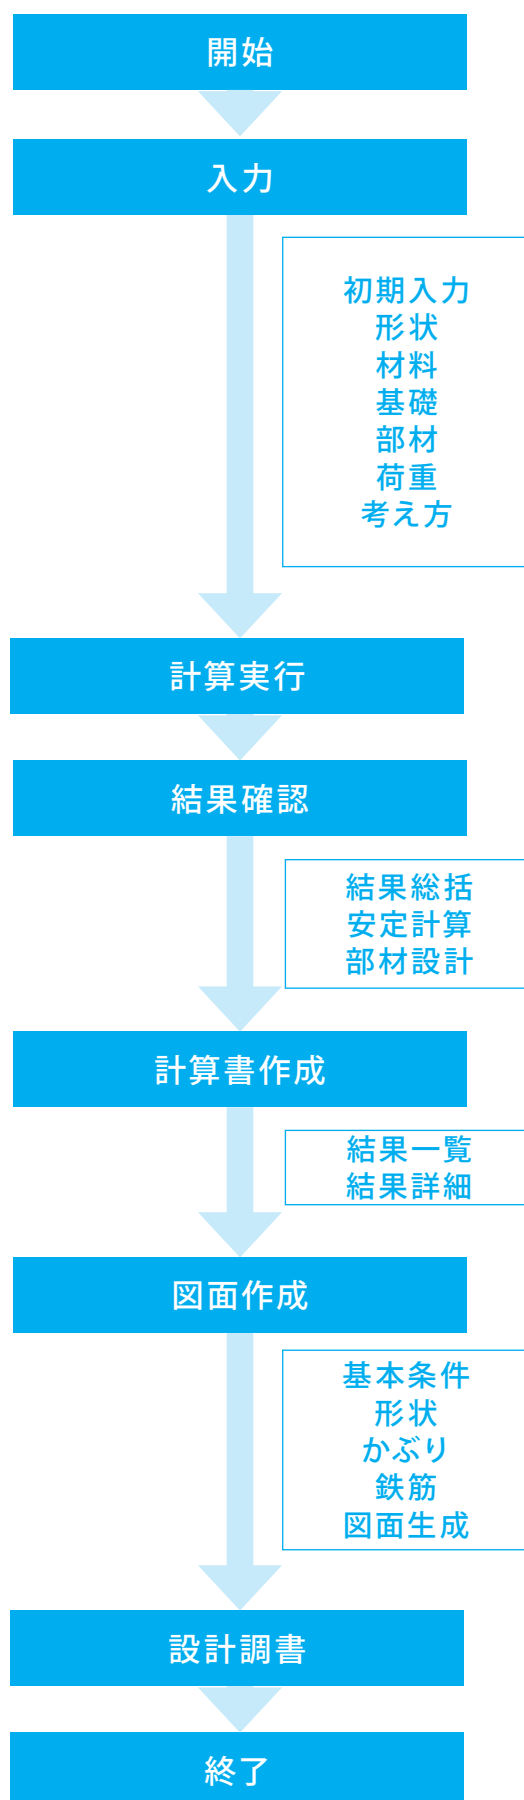 開始
入力
初期入力
形状
材料
基礎
部材
荷重
考え方
計算実行
結果確認
結果総括
安定計算
部材設計
計算書作成
結果一覧
結果詳細
図面作成
基本条件
形状
かぶり
鉄筋
図面生成
設計調書
終了